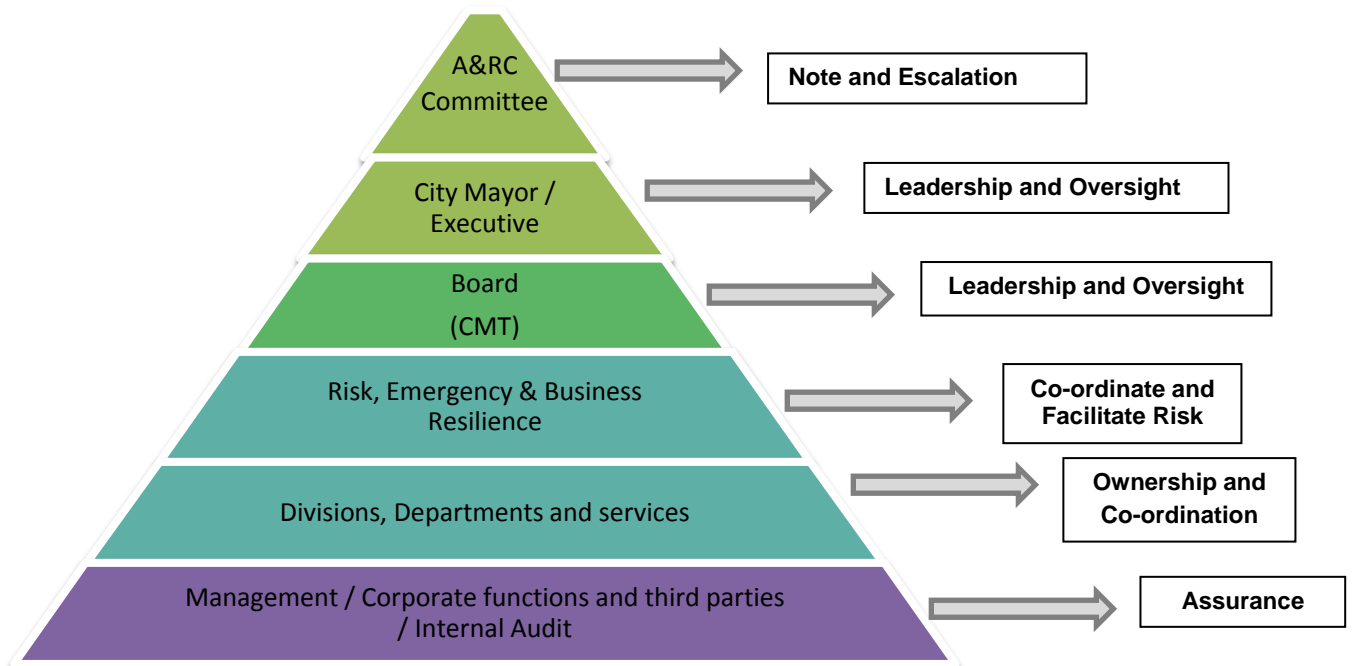 A&RC
Committee
Note and Escalation
City Mayor /
Executive
Leadership and Oversight
Board
(CMT)
Leadership and Oversight
Risk, Emergency & Business
Resilience
Co-ordinate and
Facilitate Risk
Divisions, Departments and services
Ownership and
Co-ordination
Management / Corporate functions and third parties
/ Internal Audit
Assurance